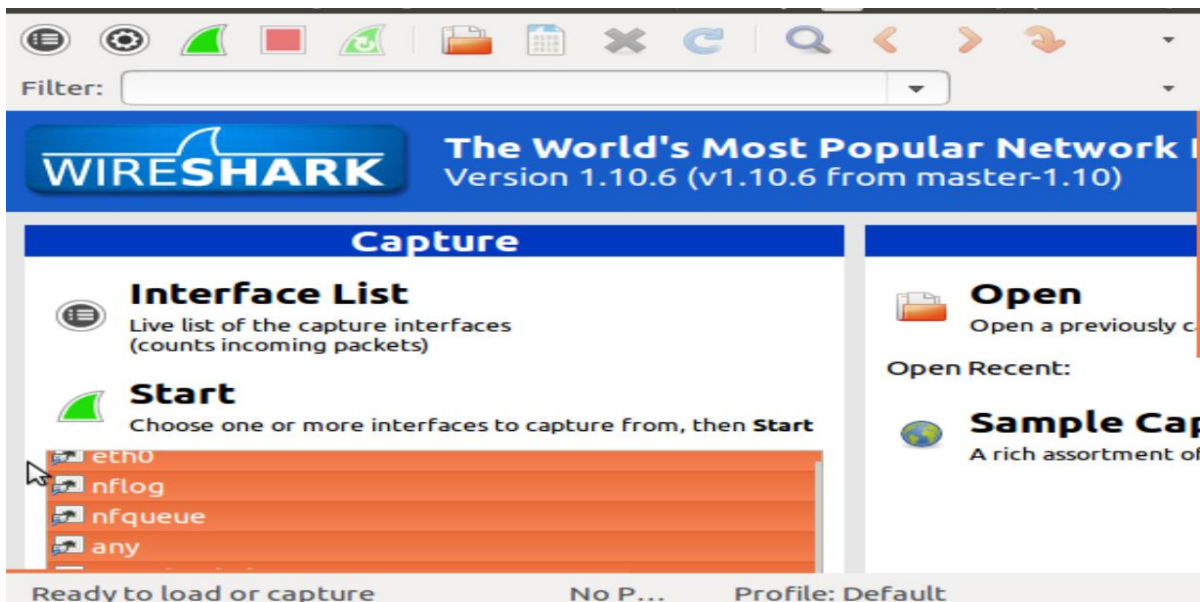 Filter:
WIRESHARK
The World's Most Popular Network
Version 1.10.6 (v1.10.6 from master-1.10)
Capture
Interface List
Live list of the capture interfaces
(counts incoming packets)
Start
Choose one or more interfaces to capture from, then Start
eth0
nflog
nfqueue
any
Open
Open a previously c
Open Recent:
Sample Cap
A rich assortment of
Ready to load or capture
No P...
Profile: Default